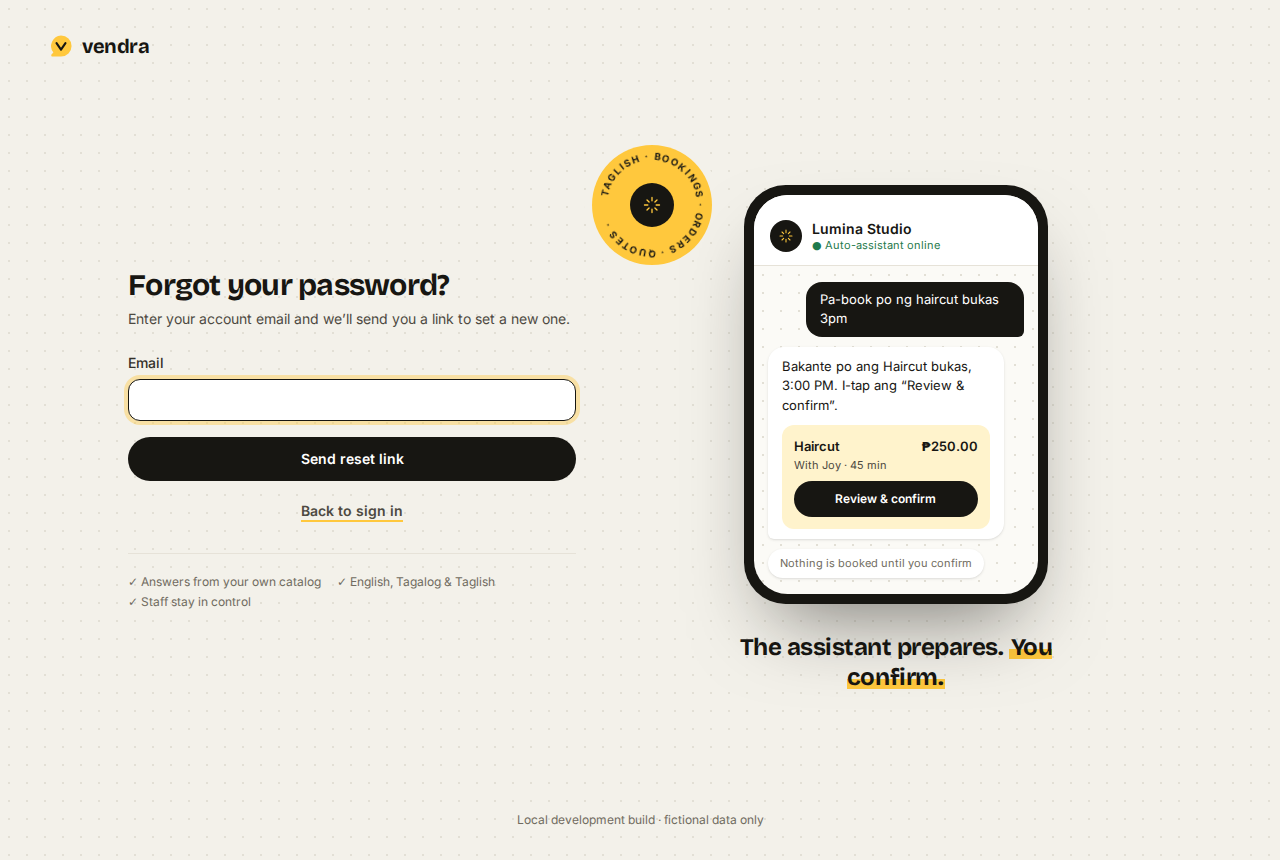 vendra
TAGLISH · BOOKINGS · ORDERS · QUOTES ·
Forgot your password?
Enter your account email and we’ll send you a link to set a new one.
Email
Send reset link
Back to sign in
✓ Answers from your own catalog ✓ English, Tagalog & Taglish
✓ Staff stay in control
Lumina Studio
● Auto-assistant online
Pa-book po ng haircut bukas
3pm
Bakante po ang Haircut bukas,
3:00 PM. I-tap ang “Review &
confirm”.
Haircut ₱250.00
With Joy · 45 min
Review & confirm
Nothing is booked until you confirm
The assistant prepares. You
confirm.
Local development build · fictional data only